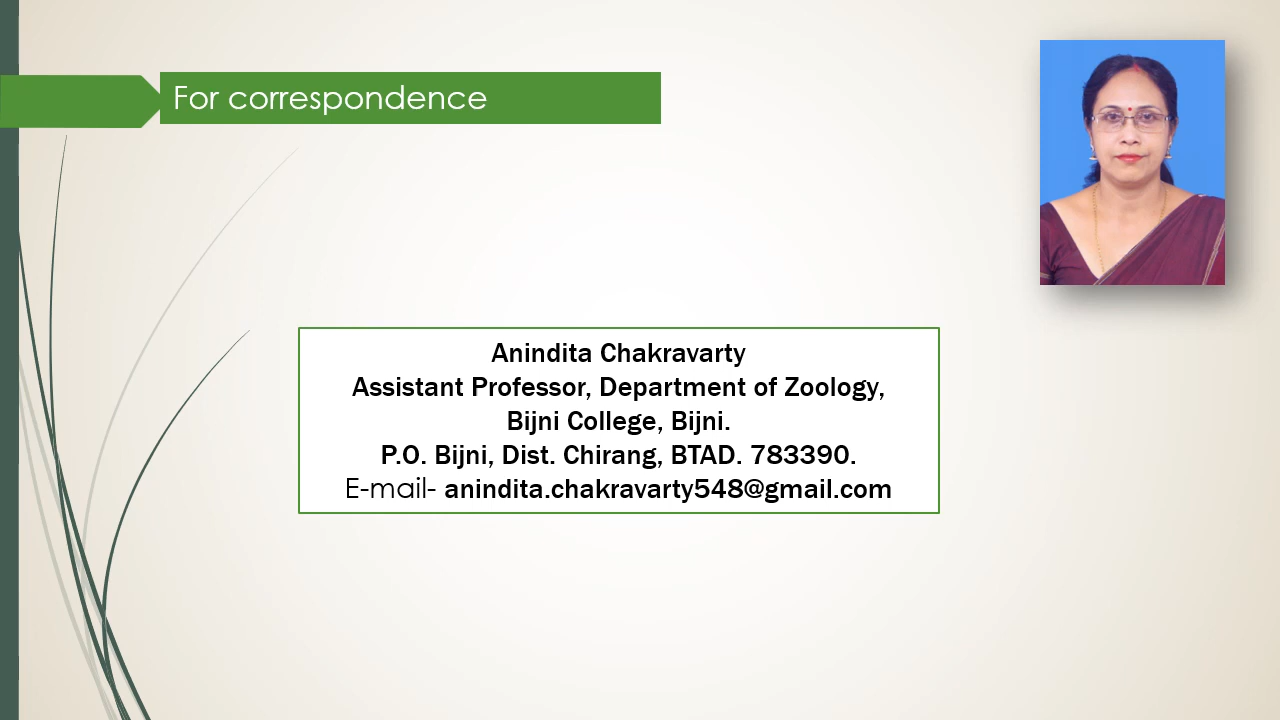 For correspondence
Anindita Chakravarty
Assistant Professor, Department of Zoology,
Bijni College, Bijni.
P.O. Bijni, Dist. Chirang, BTAD. 783390.
E-mail- anindita.chakravarty548@gmail.com